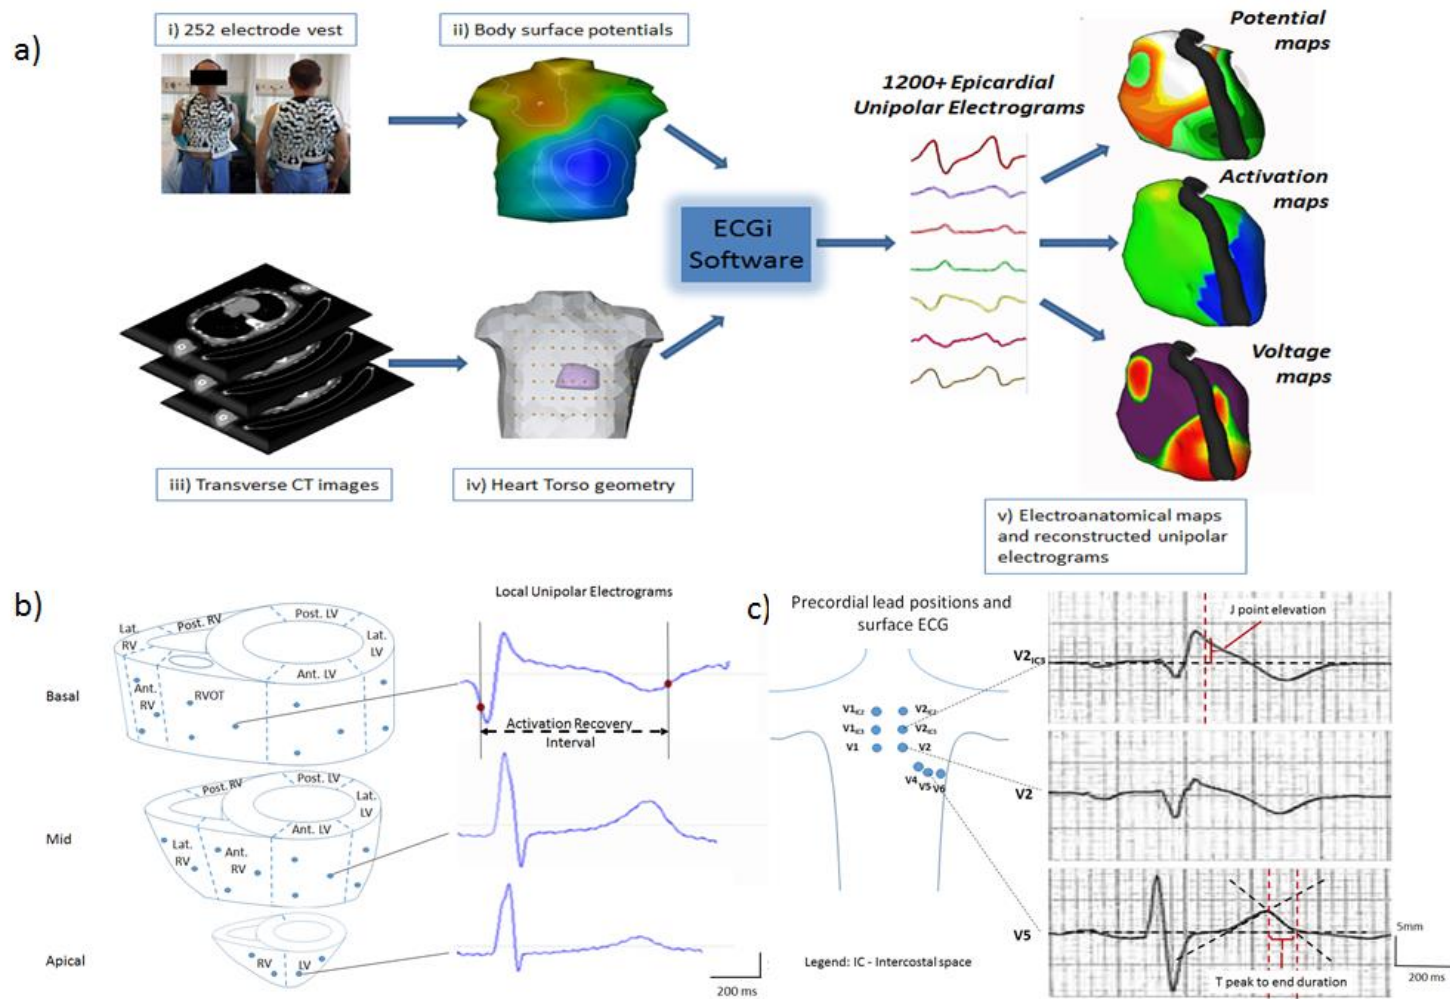 a)
i) 252 electrode vest
ii) Body surface potentials
Potential
maps
1200+ Epicardial
Unipolar Electrograms
Activation
maps
ECGi
Software
Voltage
maps
iii) Transverse CT images
iv) Heart Torso geometry
v) Electroanatomical maps
and reconstructed unipolar
electrograms
b)
Local Unipolar Electrograms
Post. RV
Post. LV
Lat.
RV
Lat.
LV
Ant. LV
Ant.
RV
RVOT
Basal
Activation Recovery
Interval
Post. RV
Post. LV
Lat.
LV
Ant. LV
Lat.
RV
Ant.
RV
Mid
RV
LV
Apical
200 ms
c)
Precordial lead positions and
surface ECG
J point elevation
V2IC3
V1IC2
V2IC2
V1IC3
V2IC3
V1
V2
V4
V5
V6
V2
V5
5mm
T peak to end duration
200 ms
Legend: IC - Intercostal space